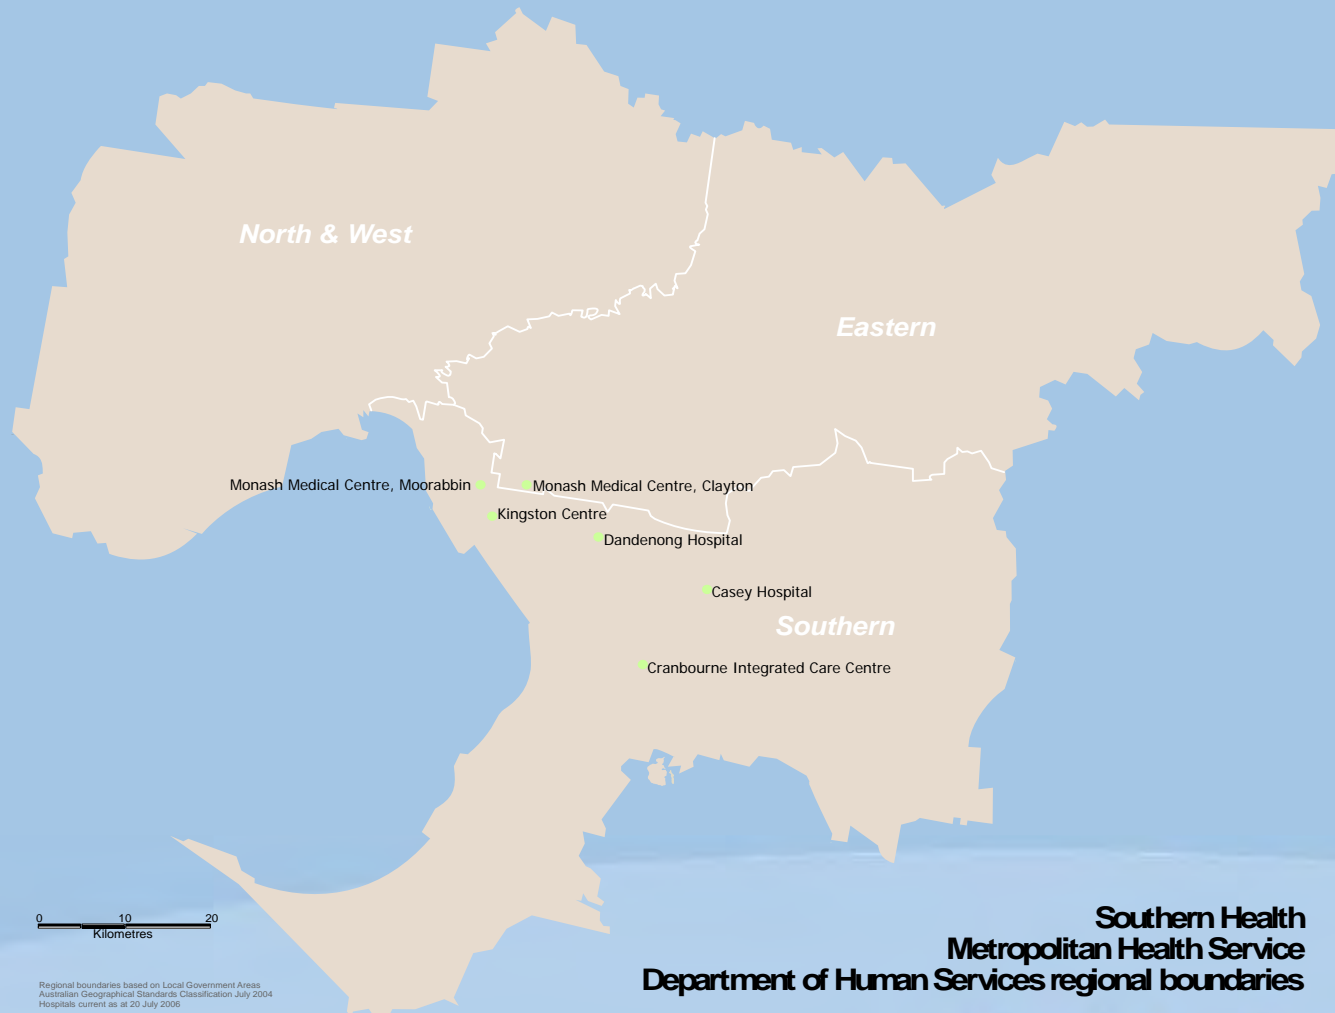 North & West
Eastern
Monash Medical Centre, Moorabbin
Monash Medical Centre, Clayton
Kingston Centre
Dandenong Hospital
Casey Hospital
Southern
Cranbourne Integrated Care Centre
0 10 20
Kilometres
Southern Health
Metropolitan Health Service
Department of Human Services regional boundaries
Regional boundaries based on Local Government Areas
Australian Geographical Standards Classification July 2004
Hospitals current as at 20 July 2006